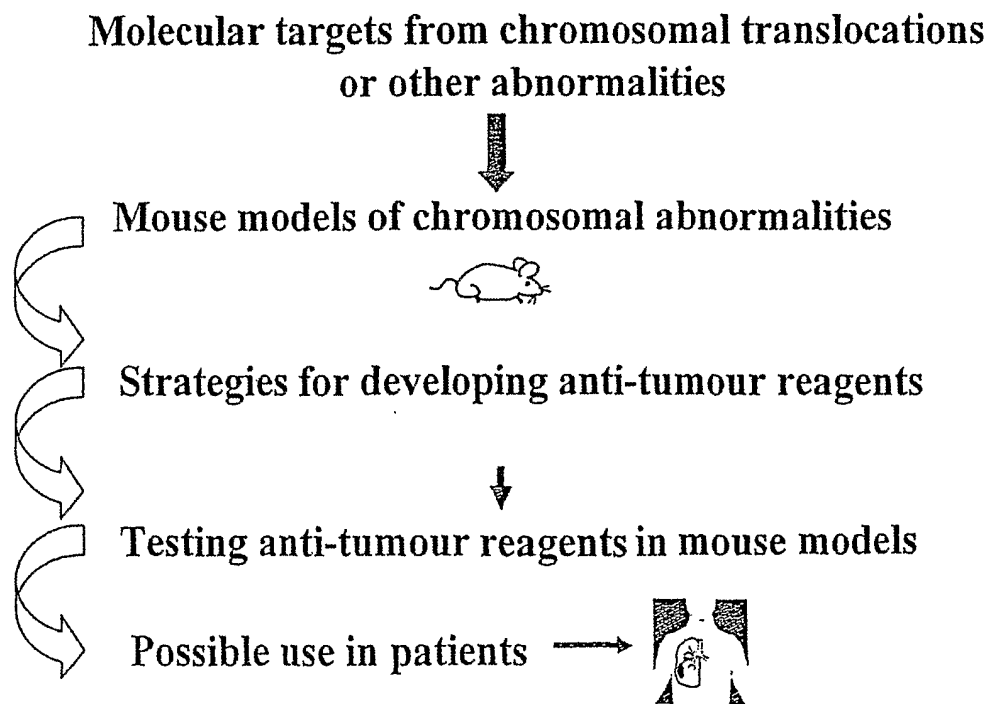 Molecular targets from chromosomal translocations
or other abnormalities
Mouse models of chromosomal abnormalities
Strategies for developing anti-tumour reagents
Testing anti-tumour reagents in mouse models
Possible use in patients